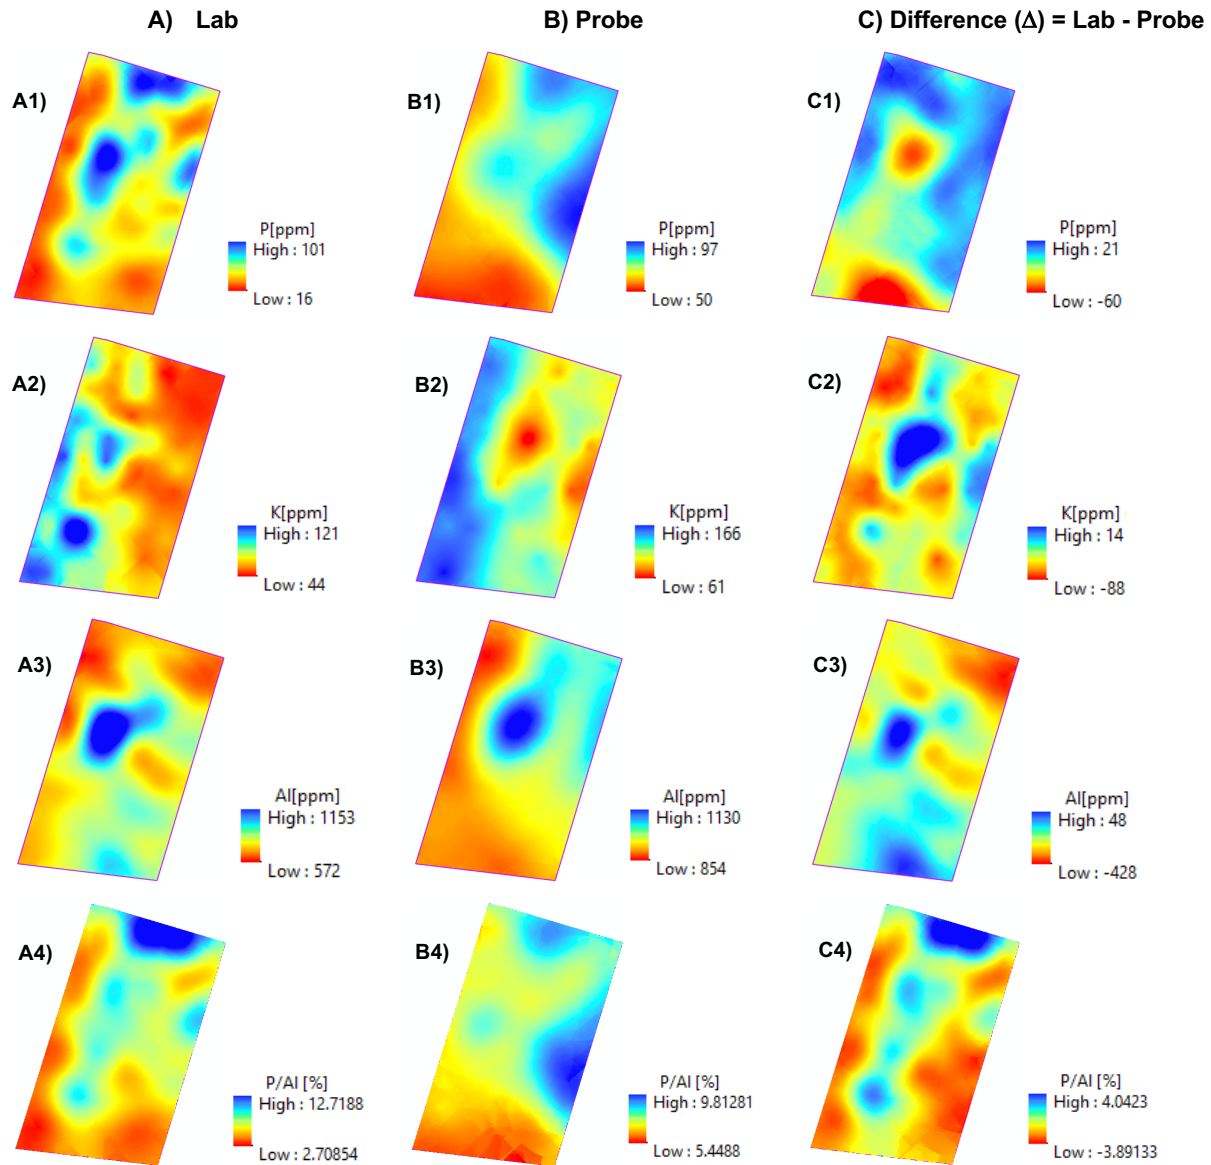 A) Lab
B) Probe
C) Difference (Δ) = Lab - Probe
A1)
P[ppm]
High : 101
Low : 16
B1)
P[ppm]
High : 97
Low : 50
C1)
P[ppm]
High : 21
Low : -60
A2)
K[ppm]
High : 121
Low : 44
B2)
K[ppm]
High : 166
Low : 61
C2)
K[ppm]
High : 14
Low : -88
A3)
Al[ppm]
High : 1153
Low : 572
B3)
Al[ppm]
High : 1130
Low : 854
C3)
Al[ppm]
High : 48
Low : -428
A4)
P/Al [%]
High : 12.7188
Low : 2.70854
B4)
P/Al [%]
High : 9.81281
Low : 5.4488
C4)
P/Al [%]
High : 4.0423
Low : -3.89133